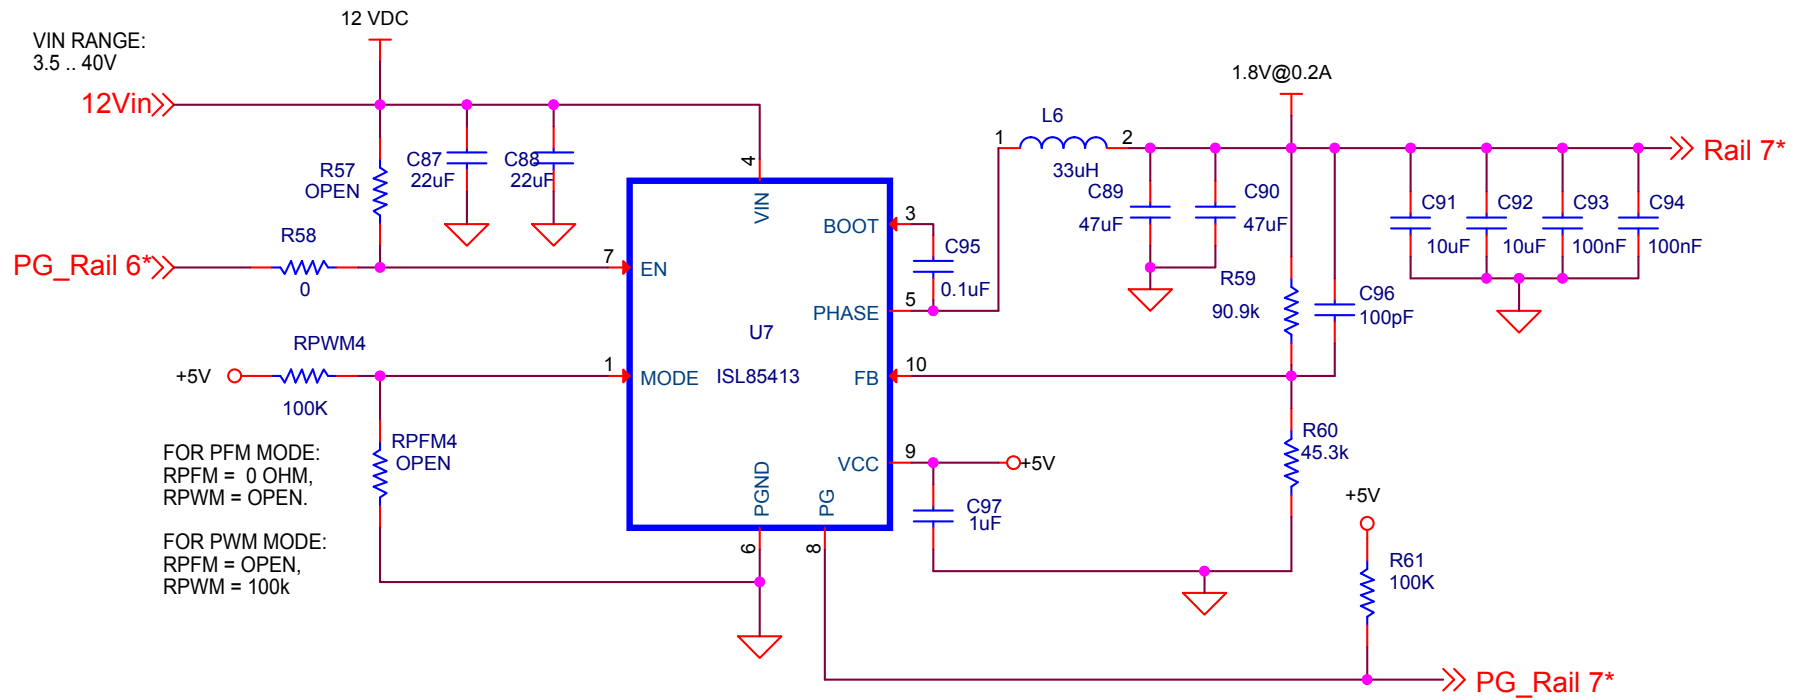 12 VDC
VIN RANGE:
3.5 .. 40V
12Vin
R57
OPEN
C87
22uF
C88
22uF
4
VIN
1.8V@0.2A
L6
1
2
33uH
Rail 7*
C89
47uF
C90
47uF
C91
10uF
C92
10uF
C93
100nF
C94
100nF
BOOT
3
C95
0.1uF
PG_Rail 6*
R58
0
7
EN
PHASE
5
R59
90.9k
C96
100pF
U7
ISL85413
RPWM4
+5V
100K
1
MODE
FB
10
RPFM4
OPEN
R60
45.3k
FOR PFM MODE:
RPFM =  0 OHM,
RPWM = OPEN.
VCC
9
+5V
C97
1uF
PGND
6
PG
8
FOR PWM MODE:
RPFM = OPEN,
RPWM = 100k
+5V
R61
100K
PG_Rail 7*